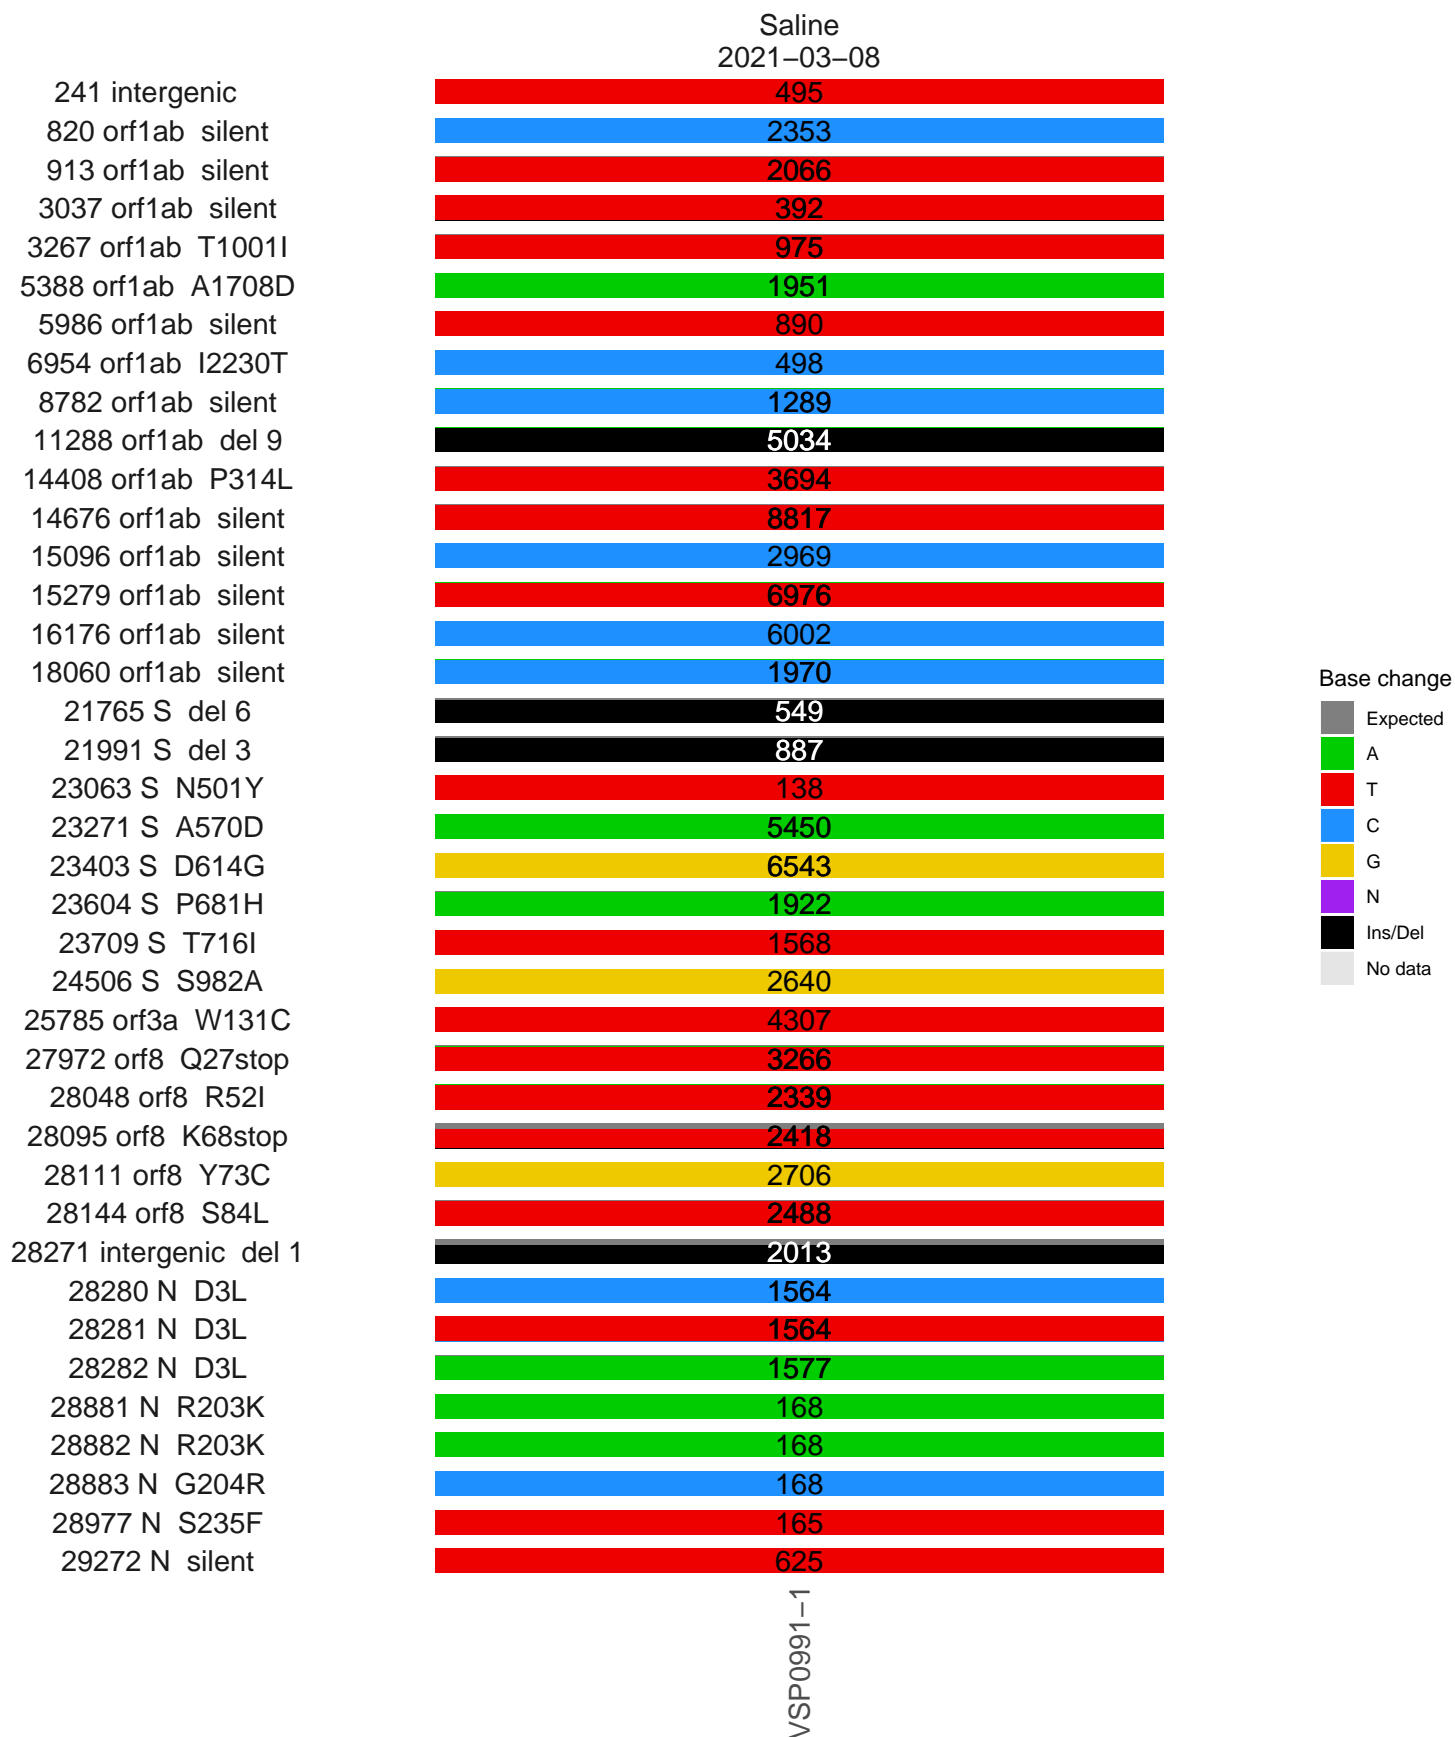 Saline
2021−03−08
241 intergenic 495
820 orf1ab silent 2353
913 orf1ab silent 2066
3037 orf1ab silent 392
3267 orf1ab T1001I 975
5388 orf1ab A1708D 1951
5986 orf1ab silent 890
6954 orf1ab I2230T 498
8782 orf1ab silent 1289
11288 orf1ab del 9 5034
14408 orf1ab P314L 3694
14676 orf1ab silent 8817
15096 orf1ab silent 2969
15279 orf1ab silent 6976
16176 orf1ab silent 6002
18060 orf1ab silent 1970
21765 S del 6 549
21991 S del 3 887
23063 S N501Y 138
23271 S A570D 5450
23403 S D614G 6543
23604 S P681H 1922
23709 S T716I 1568
24506 S S982A 2640
25785 orf3a W131C 4307
27972 orf8 Q27stop 3266
28048 orf8 R52I 2339
28095 orf8 K68stop 2418
28111 orf8 Y73C 2706
28144 orf8 S84L 2488
28271 intergenic del 1 2013
28280 N D3L 1564
28281 N D3L 1564
28282 N D3L 1577
28881 N R203K 168
28882 N R203K 168
28883 N G204R 168
28977 N S235F 165
29272 N silent 625
VSP0991−1
Base change
Expected
A
T
C
G
N
Ins/Del
No data